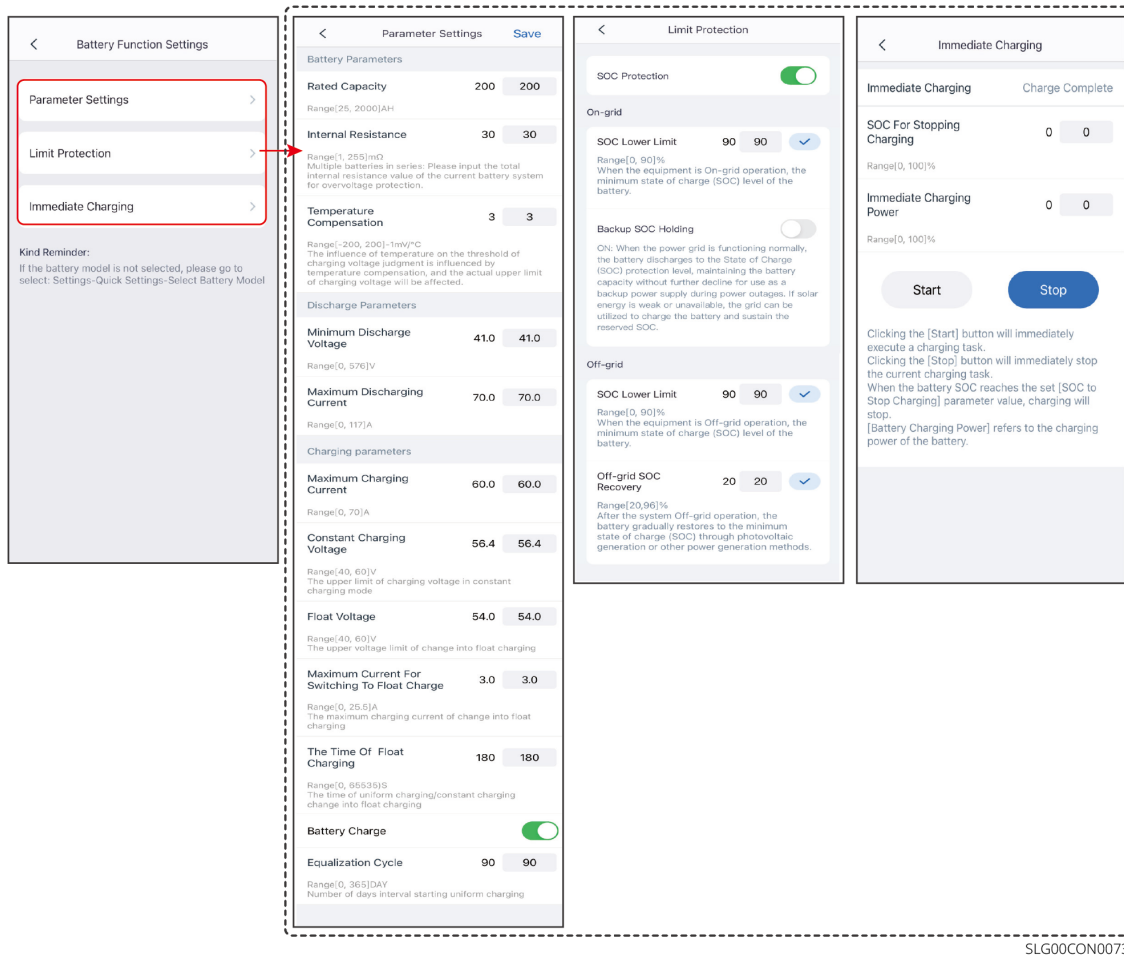 Battery Function Settings
Parameter Settings
Limit Protection
Immediate Charging
Kind Reminder:
If the battery model is not selected, please go to
select: Settings-Quick Settings-Select Battery Model
Parameter Settings Save
Battery Parameters
Rated Capacity 200 200
Range[25, 2000]AH
Internal Resistance 30 30
Range[1, 255]mΩ
Multiple batteries in series: Please input the total
internal resistance value of the current battery system
for overvoltage protection.
Temperature
Compensation 3 3
Range[-200, 200]-1mV/°C
The influence of temperature on the threshold of
charging voltage judgment is influenced by
temperature compensation, and the actual upper limit
of charging voltage will be affected.
Discharge Parameters
Minimum Discharge
Voltage 41.0 41.0
Range[0, 576]V
Maximum Discharging
Current 70.0 70.0
Range[0, 117]A
Charging parameters
Maximum Charging
Current 60.0 60.0
Range[0, 70]A
Constant Charging
Voltage 56.4 56.4
Range[40, 60]V
The upper limit of charging voltage in constant
charging mode
Float Voltage 54.0 54.0
Range[40, 60]V
The upper voltage limit of change into float charging
Maximum Current For
Switching To Float Charge 3.0 3.0
Range[0, 25.5]A
The maximum charging current of change into float
charging
The Time Of Float
Charging 180 180
Range[0, 65535]S
The time of uniform charging/constant charging
change into float charging
Battery Charge
Equalization Cycle 90 90
Range[0, 365]DAY
Number of days interval starting uniform charging
Limit Protection
SOC Protection
On-grid
SOC Lower Limit 90 90
Range[0, 90]%
When the equipment is On-grid operation, the
minimum state of charge (SOC) level of the
battery.
Backup SOC Holding
ON: When the power grid is functioning normally,
the battery discharges to the State of Charge
(SOC) protection level, maintaining the battery
capacity without further decline for use as a
backup power supply during power outages. If solar
energy is weak or unavailable, the grid can be
utilized to charge the battery and sustain the
reserved SOC.
Off-grid
SOC Lower Limit 90 90
Range[0, 90]%
When the equipment is Off-grid operation, the
minimum state of charge (SOC) level of the
battery.
Off-grid SOC
Recovery 20 20
Range[20,96]%
After the system Off-grid operation, the
battery gradually restores to the minimum
state of charge (SOC) through photovoltaic
generation or other power generation methods.
Immediate Charging
Immediate Charging Charge Complete
SOC For Stopping
Charging 0 0
Range[0, 100]%
Immediate Charging
Power 0 0
Range[0, 100]%
Start Stop
Clicking the [Start] button will immediately
execute a charging task.
Clicking the [Stop] button will immediately stop
the current charging task.
When the battery SOC reaches the set [SOC to
Stop Charging] parameter value, charging will
stop.
[Battery Charging Power] refers to the charging
power of the battery.
SLG00CON0073